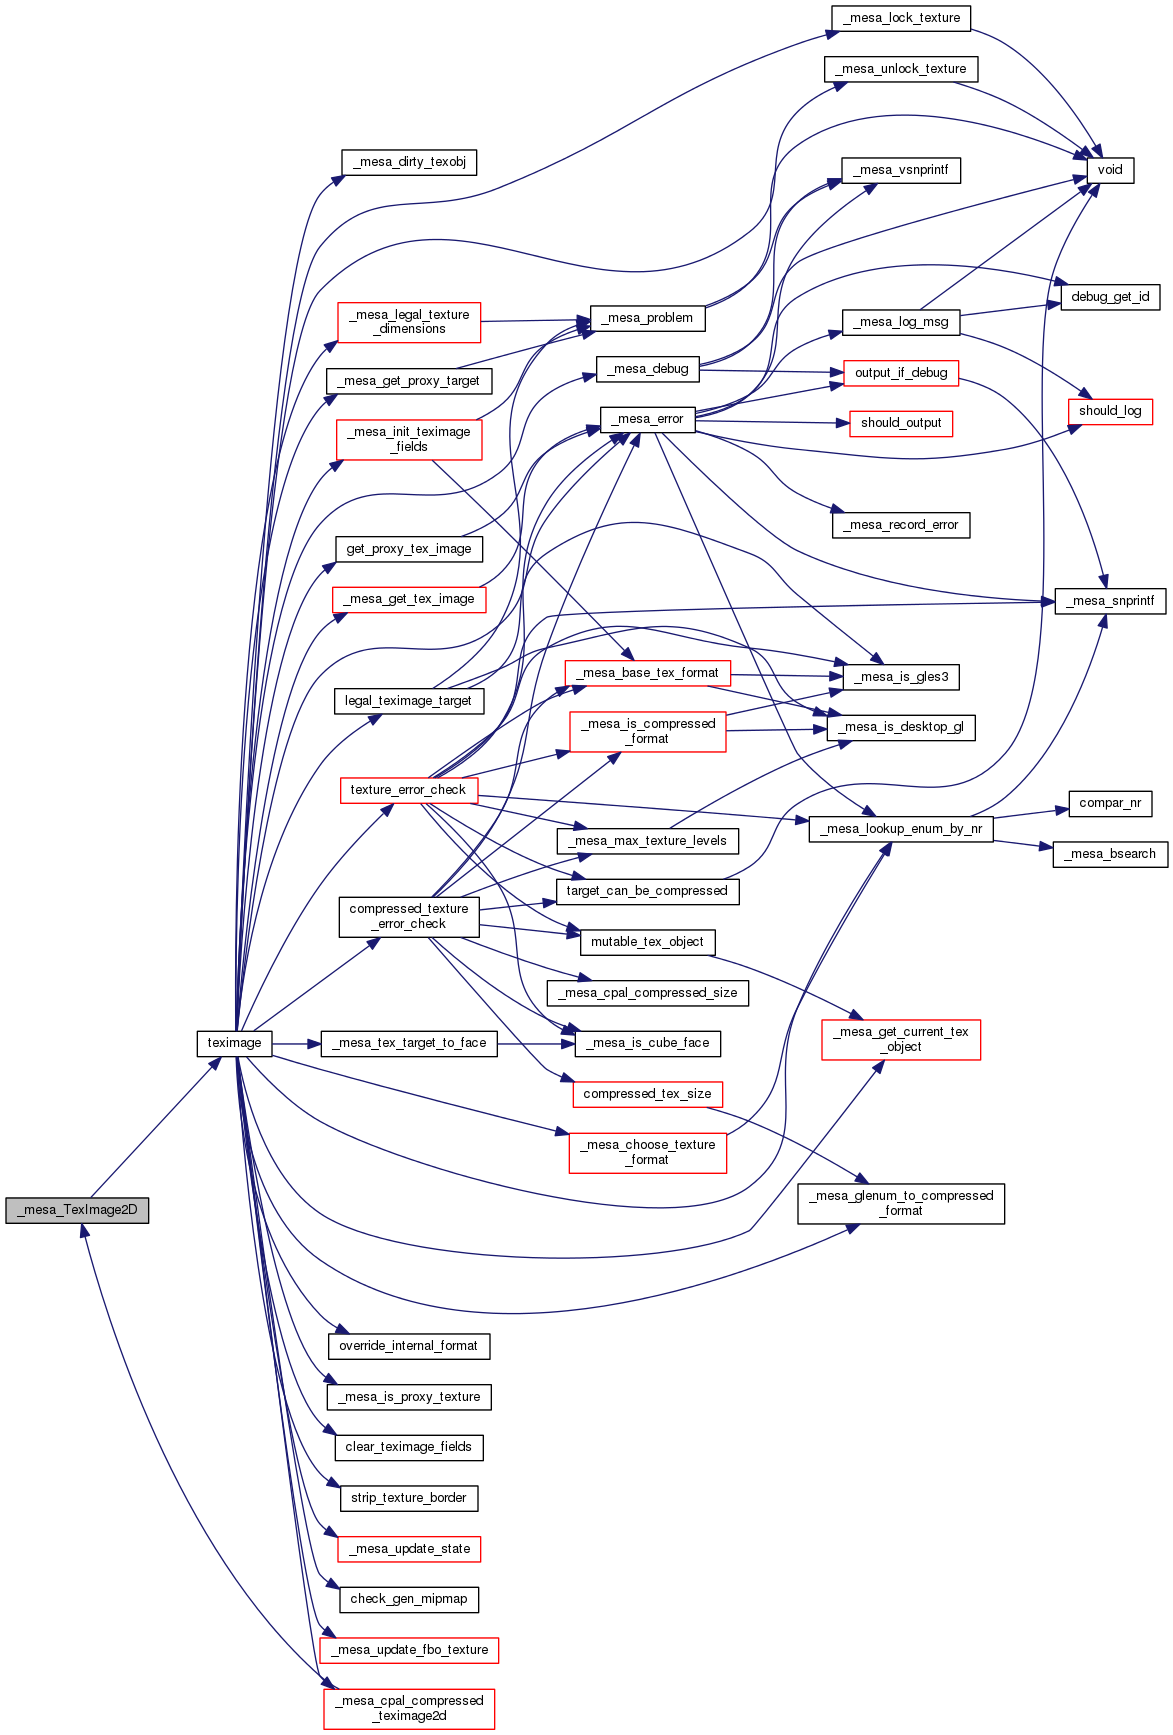 _mesa_lock_texture
_mesa_unlock_texture
_mesa_dirty_texobj
_mesa_vsnprintf
void
debug_get_id
_mesa_legal_texture
_dimensions
_mesa_problem
_mesa_log_msg
_mesa_get_proxy_target
_mesa_debug
output_if_debug
should_log
_mesa_init_teximage
_fields
_mesa_error
should_output
_mesa_record_error
get_proxy_tex_image
_mesa_get_tex_image
_mesa_snprintf
legal_teximage_target
_mesa_base_tex_format
_mesa_is_gles3
_mesa_is_compressed
_format
_mesa_is_desktop_gl
texture_error_check
_mesa_max_texture_levels
_mesa_lookup_enum_by_nr
compar_nr
_mesa_bsearch
target_can_be_compressed
compressed_texture
_error_check
mutable_tex_object
_mesa_cpal_compressed_size
teximage
_mesa_tex_target_to_face
_mesa_is_cube_face
_mesa_get_current_tex
_object
compressed_tex_size
_mesa_choose_texture
_format
_mesa_glenum_to_compressed
_format
_mesa_TexImage2D
override_internal_format
_mesa_is_proxy_texture
clear_teximage_fields
strip_texture_border
_mesa_update_state
check_gen_mipmap
_mesa_update_fbo_texture
_mesa_cpal_compressed
_teximage2d